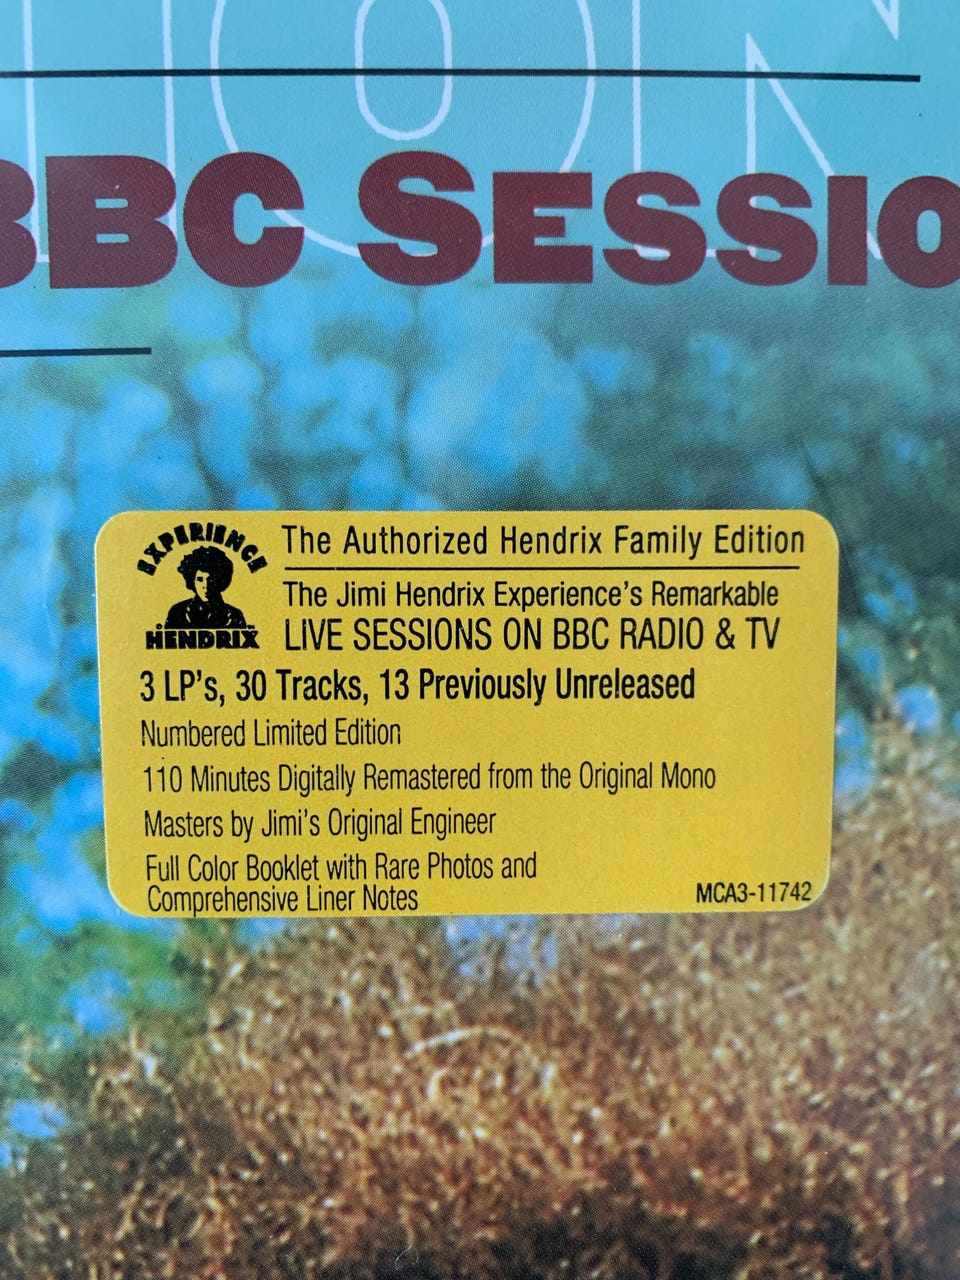 BBC SESSIO
EXPERIENCE
HENDRIX
The Authorized Hendrix Family Edition
The Jimi Hendrix Experience's Remarkable
LIVE SESSIONS ON BBC RADIO & TV
3 LP's, 30 Tracks, 13 Previously Unreleased
Numbered Limited Edition
110 Minutes Digitally Remastered from the Original Mono
Masters by Jimi's Original Engineer
Full Color Booklet with Rare Photos and
Comprehensive Liner Notes
MCA3-11742